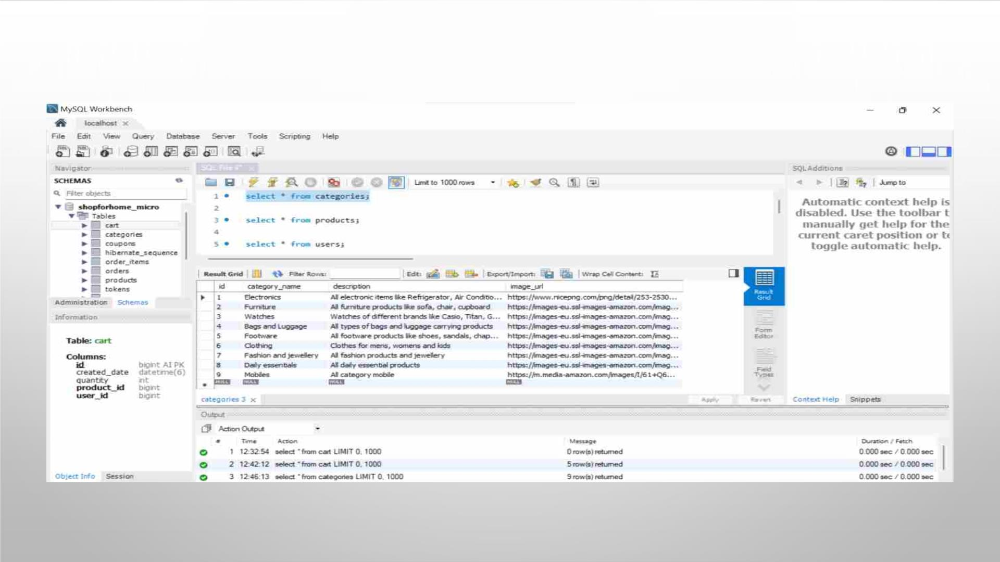 MySQL Workbench
localhost
File Edit View Query Database Server Tools Scripting Help
Navigator
SCHEMAS
Filter objects
shopforhome_micro
Tables
cart
categories
coupons
hibernate_sequence
order_items
orders
products
tokens
Administration Schemas
Information
Table: cart
Columns:
id bigint AI PK
created_date datetime(6)
quantity int
product_id bigint
user_id bigint
Object Info Session
Limit to 1000 rows
1 select * from categories;
2
3 select * from products;
4
5 select * from users;
Result Grid Filter Rows: Edit: Export/Import: Wrap Cell Content:
id category_name description image_url
1 Electronics All electronic items like Refrigerator, Air Conditio... https://www.nicepng.com/png/detail/253-2530...
2 Furniture All furniture products like sofa, chair, cupboard https://images-eu.ssl-images-amazon.com/imag...
3 Watches Watches of different brands like Casio, Titan, G... https://images-eu.ssl-images-amazon.com/imag...
4 Bags and Luggage All types of bags and luggage carrying products https://images-eu.ssl-images-amazon.com/imag...
5 Footware All footware products like shoes, sandals, chap... https://images-eu.ssl-images-amazon.com/imag...
6 Clothing Clothes for mens, womens and kids https://images-eu.ssl-images-amazon.com/imag...
7 Fashion and jewellery All fashion products and jewellery https://images-eu.ssl-images-amazon.com/imag...
8 Daily essentials All daily essential products https://images-eu.ssl-images-amazon.com/imag...
9 Mobiles All category mobile https://m.media-amazon.com/images/I/61+Q6...
NULL NULL NULL NULL
Result
Grid
Form
Editor
Field
Types
categories 3 Apply Revert
SQLAdditions
Jump to
Automatic context help is
disabled. Use the toolbar t
manually get help for the
current caret position or t
toggle automatic help.
Context Help Snippets
Output
Action Output
# Time Action Message Duration / Fetch
1 12:32:54 select * from cart LIMIT 0, 1000 0 row(s) returned 0.000 sec / 0.000 sec
2 12:42:12 select * from cart LIMIT 0, 1000 5 row(s) returned 0.000 sec / 0.000 sec
3 12:46:13 select * from categories LIMIT 0, 1000 9 row(s) returned 0.000 sec / 0.000 sec